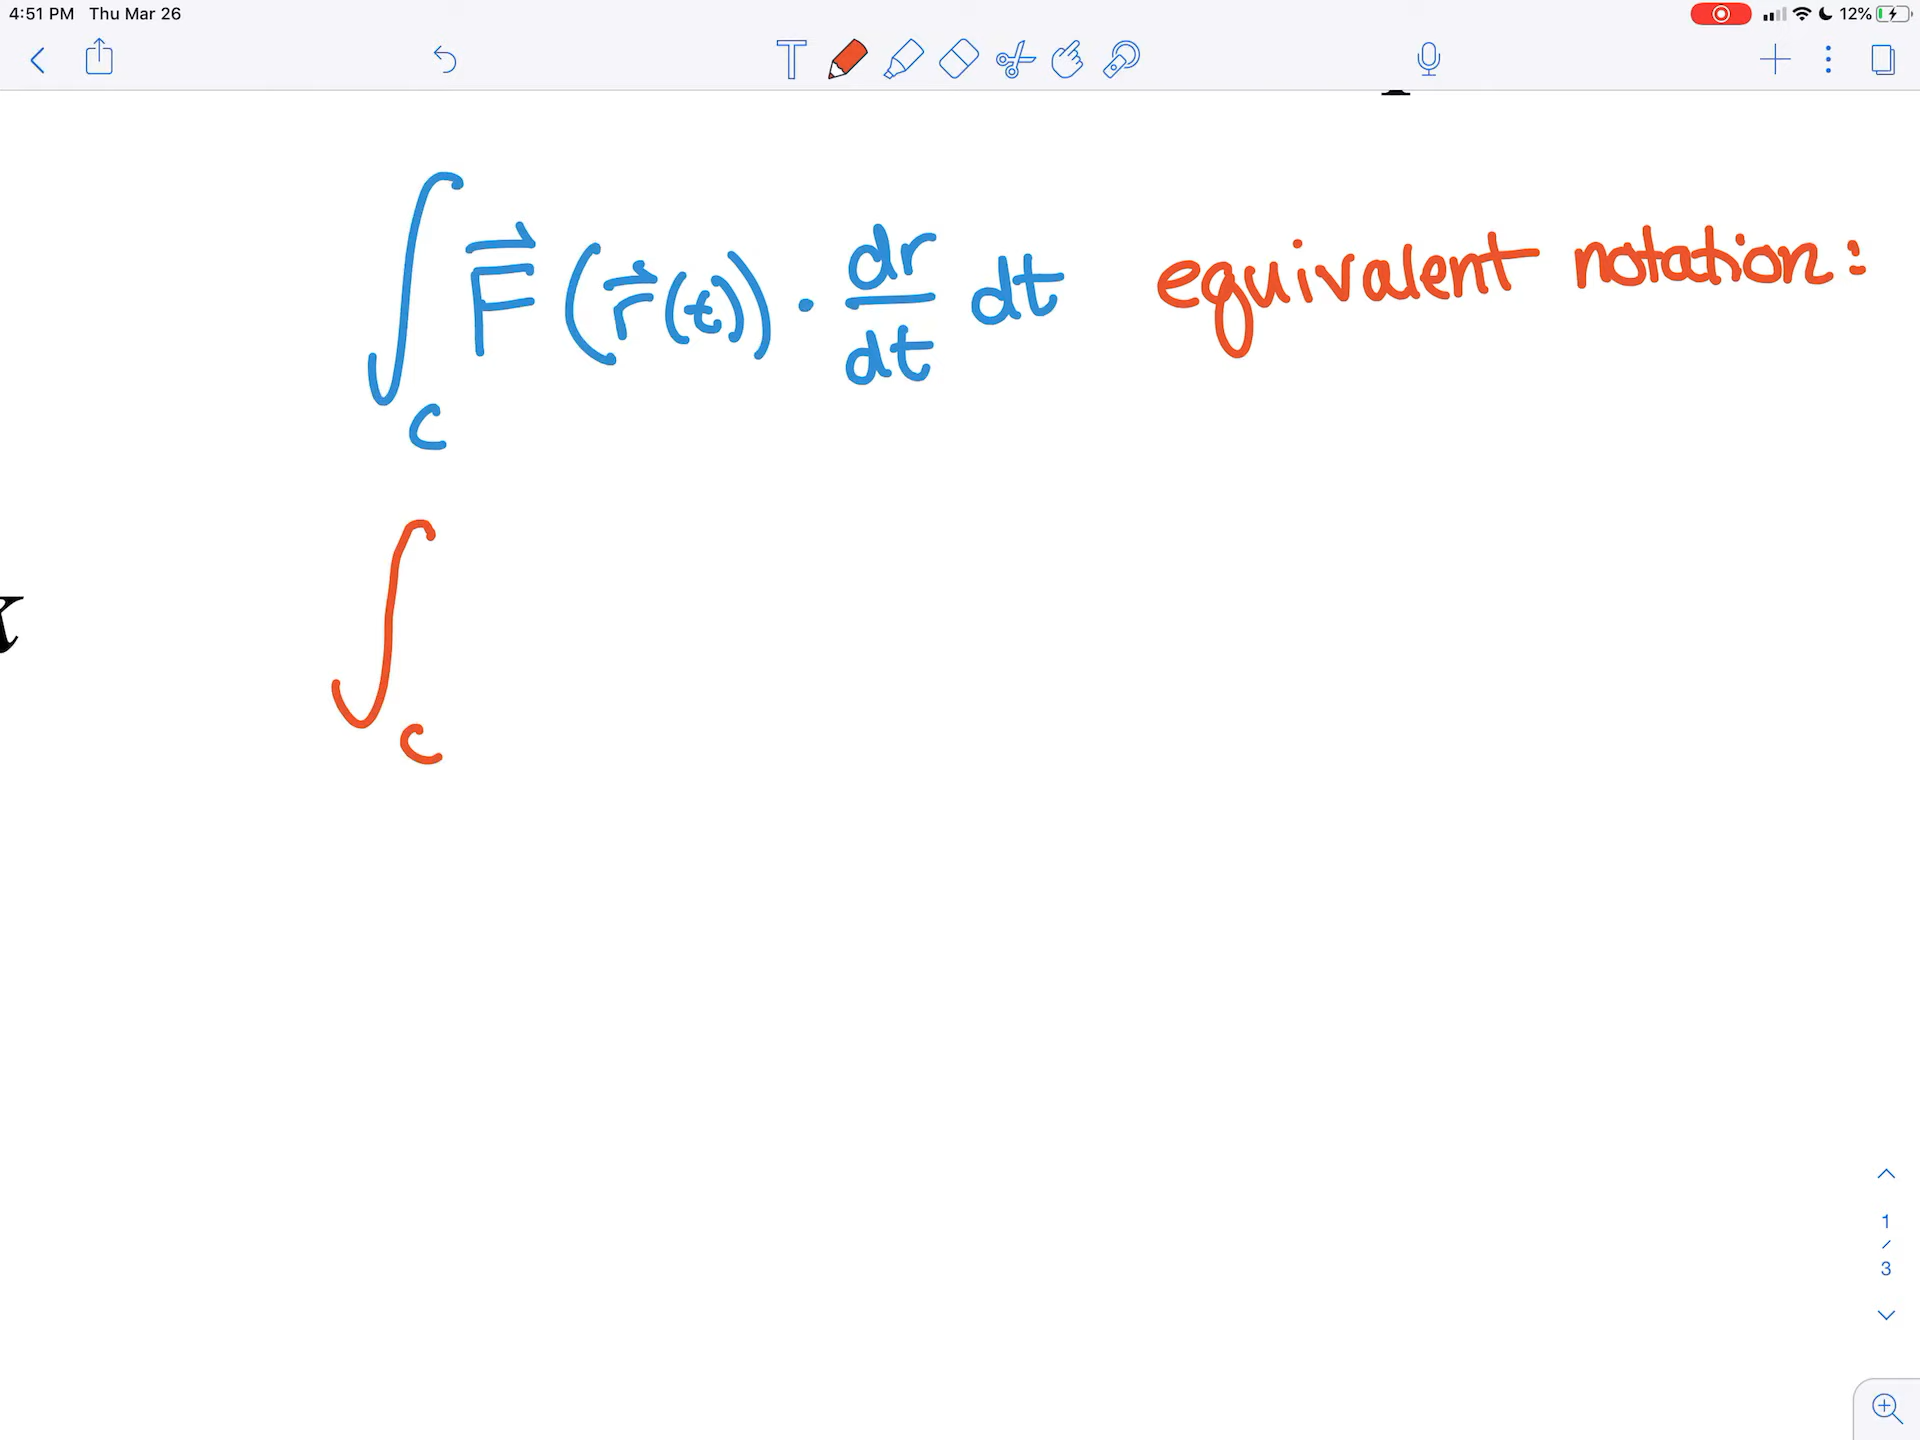 4:51 PM Thu Mar 26 12%
T
∫_C F⃗(r⃗(t)) · dr/dt dt equivalent notation:
∫_C
1
/
3